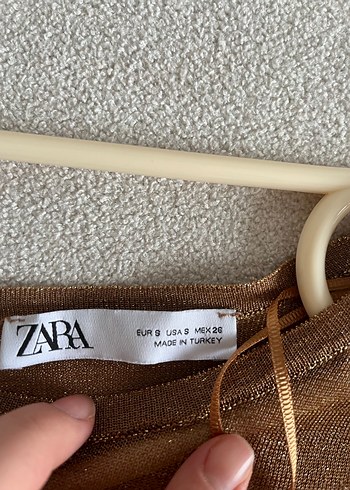 ZARA
EUR S USA S MEX 26
MADE IN TURKEY